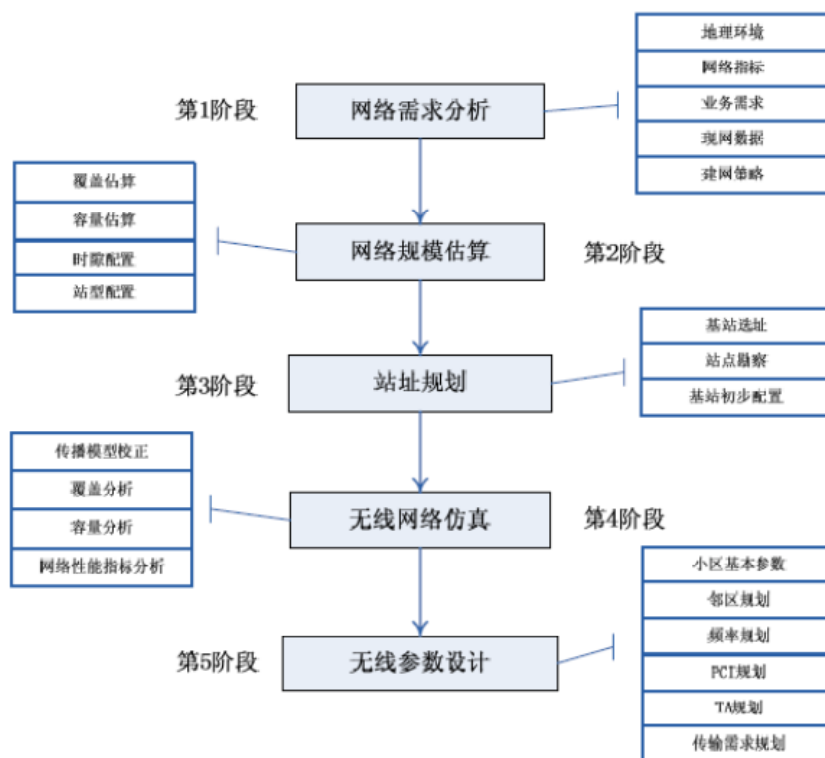 第1阶段
网络需求分析
地理环境
网络指标
业务需求
现网数据
建网策略
覆盖估算
容量估算
时隙配置
站型配置
网络规模估算
第2阶段
第3阶段
站址规划
基站选址
站点勘察
基站初步配置
传播模型校正
覆盖分析
容量分析
网络性能指标分析
无线网络仿真
第4阶段
第5阶段
无线参数设计
小区基本参数
邻区规划
频率规划
PCI规划
TA规划
传输需求规划